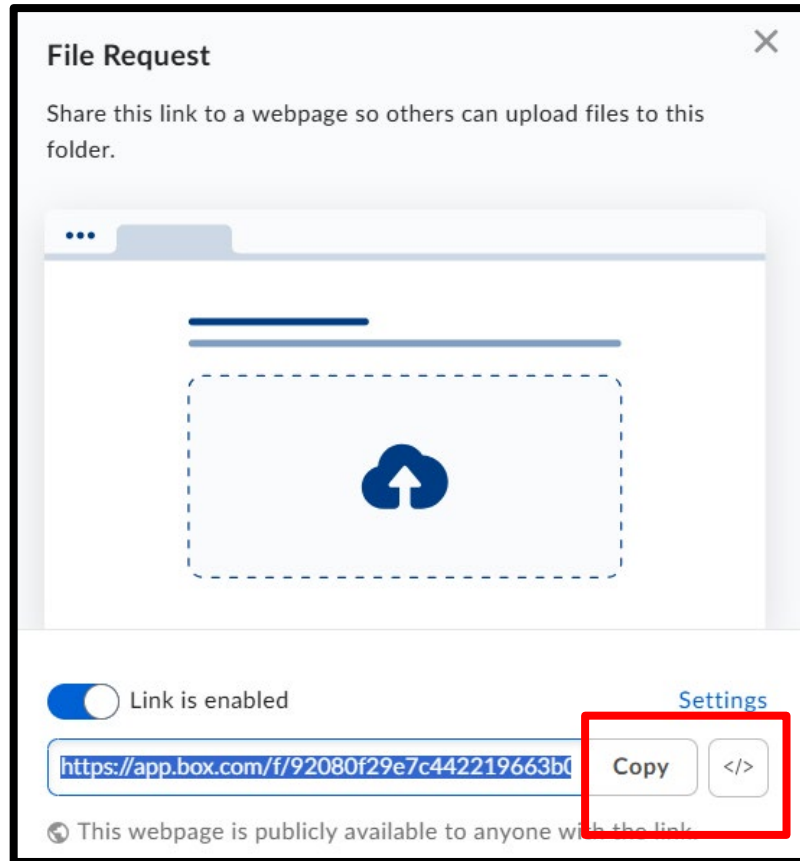 File Request
Share this link to a webpage so others can upload files to this
folder.
Link is enabled
Settings
https://app.box.com/f/92080f29e7c442219663b0
Copy
</>
This webpage is publicly available to anyone with the link.